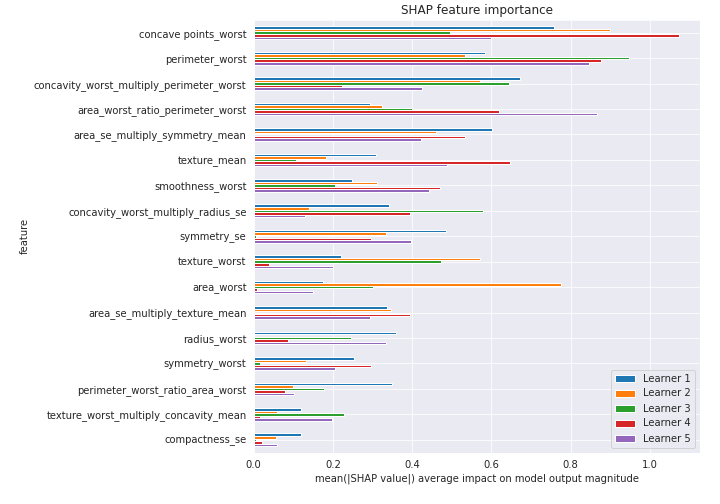 SHAP feature importance
concave points_worst
perimeter_worst
concavity_worst_multiply_perimeter_worst
area_worst_ratio_perimeter_worst
area_se_multiply_symmetry_mean
texture_mean
smoothness_worst
concavity_worst_multiply_radius_se
symmetry_se
texture_worst
area_worst
area_se_multiply_texture_mean
radius_worst
symmetry_worst
perimeter_worst_ratio_area_worst
texture_worst_multiply_concavity_mean
compactness_se
feature
Learner 1
Learner 2
Learner 3
Learner 4
Learner 5
0.0 0.2 0.4 0.6 0.8 1.0
mean(|SHAP value|) average impact on model output magnitude